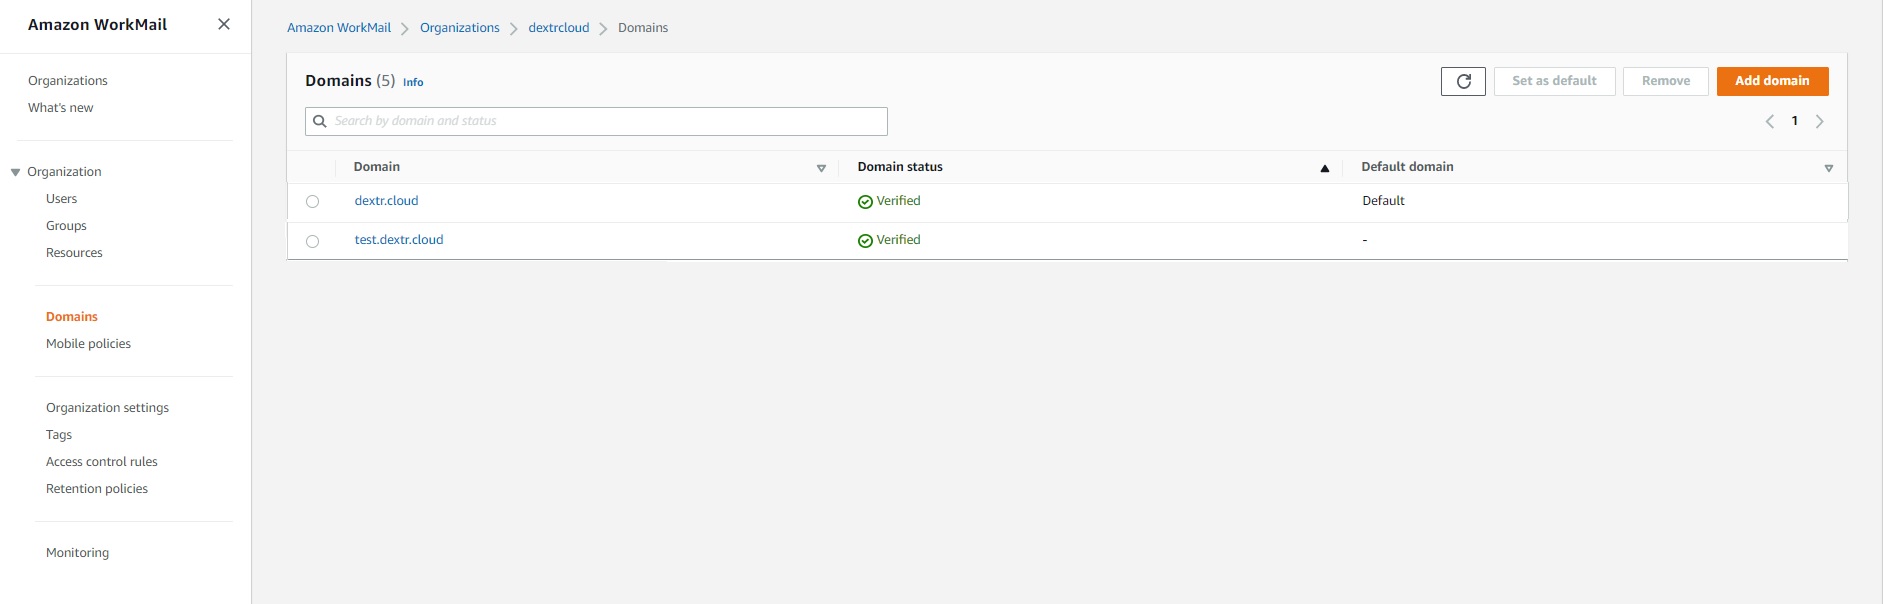 Amazon WorkMail
Organizations
What's new
Organization
Users
Groups
Resources
Domains
Mobile policies
Organization settings
Tags
Access control rules
Retention policies
Monitoring
Amazon WorkMail > Organizations > dextrcloud > Domains
Domains (5) Info
Set as default
Remove
Add domain
Search by domain and status
< 1 >
Domain Domain status Default domain
dextr.cloud Verified Default
test.dextr.cloud Verified -